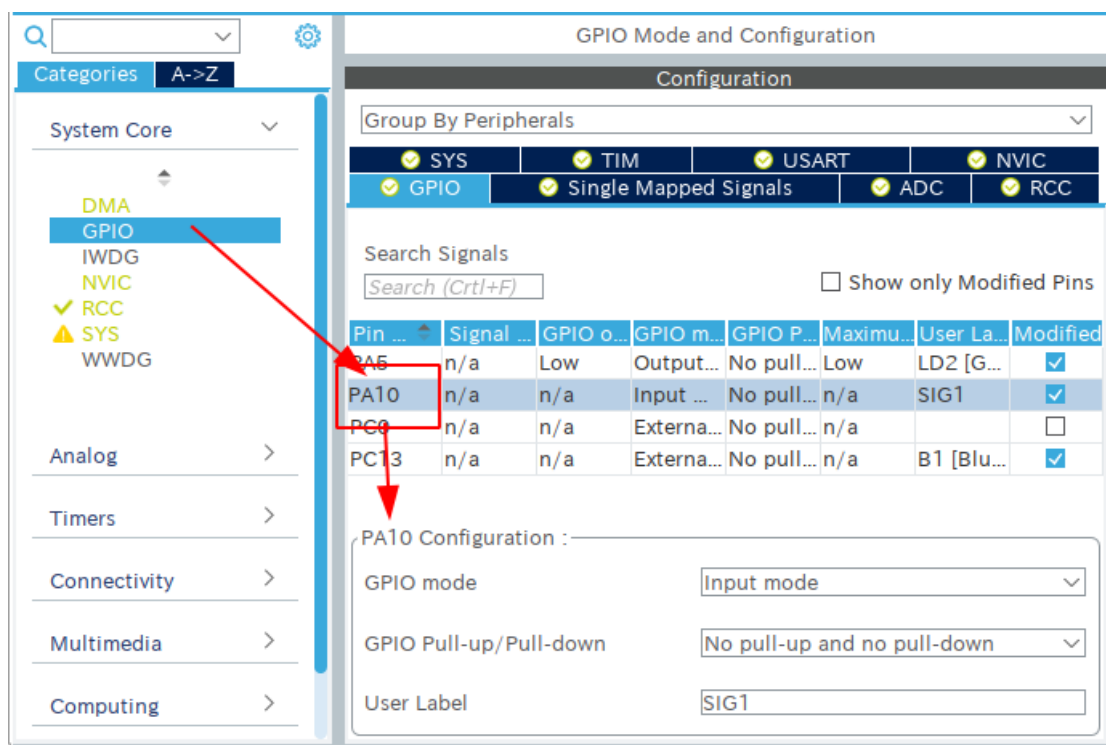 GPIO Mode and Configuration
Categories A->Z
Configuration
System Core
Group By Peripherals
SYS TIM USART NVIC
GPIO Single Mapped Signals ADC RCC
DMA
GPIO
IWDG
NVIC
RCC
SYS
WWDG
Search Signals
Search (Crtl+F)
Show only Modified Pins
Pin ... Signal ... GPIO o... GPIO m... GPIO P... Maximu... User La... Modified
PA5 n/a Low Output... No pull... Low LD2 [G...
PA10 n/a n/a Input ... No pull... n/a SIG1
n/a n/a Externa... No pull... n/a
PC13 n/a n/a Externa... No pull... n/a B1 [Blu...
Analog
Timers
Connectivity
Multimedia
Computing
PA10 Configuration :
GPIO mode Input mode
GPIO Pull-up/Pull-down No pull-up and no pull-down
User Label SIG1